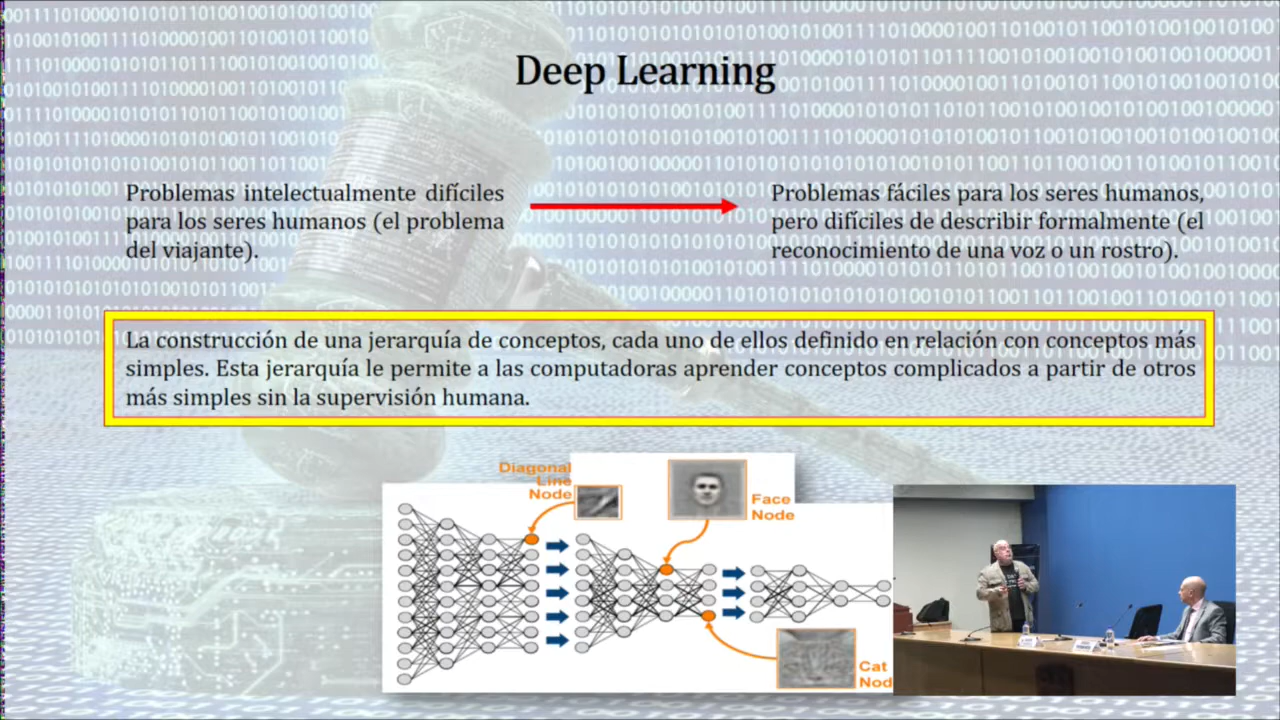 Deep Learning
Problemas intelectualmente difíciles
para los seres humanos (el problema
del viajante).
Problemas fáciles para los seres humanos,
pero difíciles de describir formalmente (el
reconocimiento de una voz o un rostro).
La construcción de una jerarquía de conceptos, cada uno de ellos definido en relación con conceptos más
simples. Esta jerarquía le permite a las computadoras aprender conceptos complicados a partir de otros
más simples sin la supervisión humana.
Diagonal
Line
Node
Face
Node
Cat
Nod